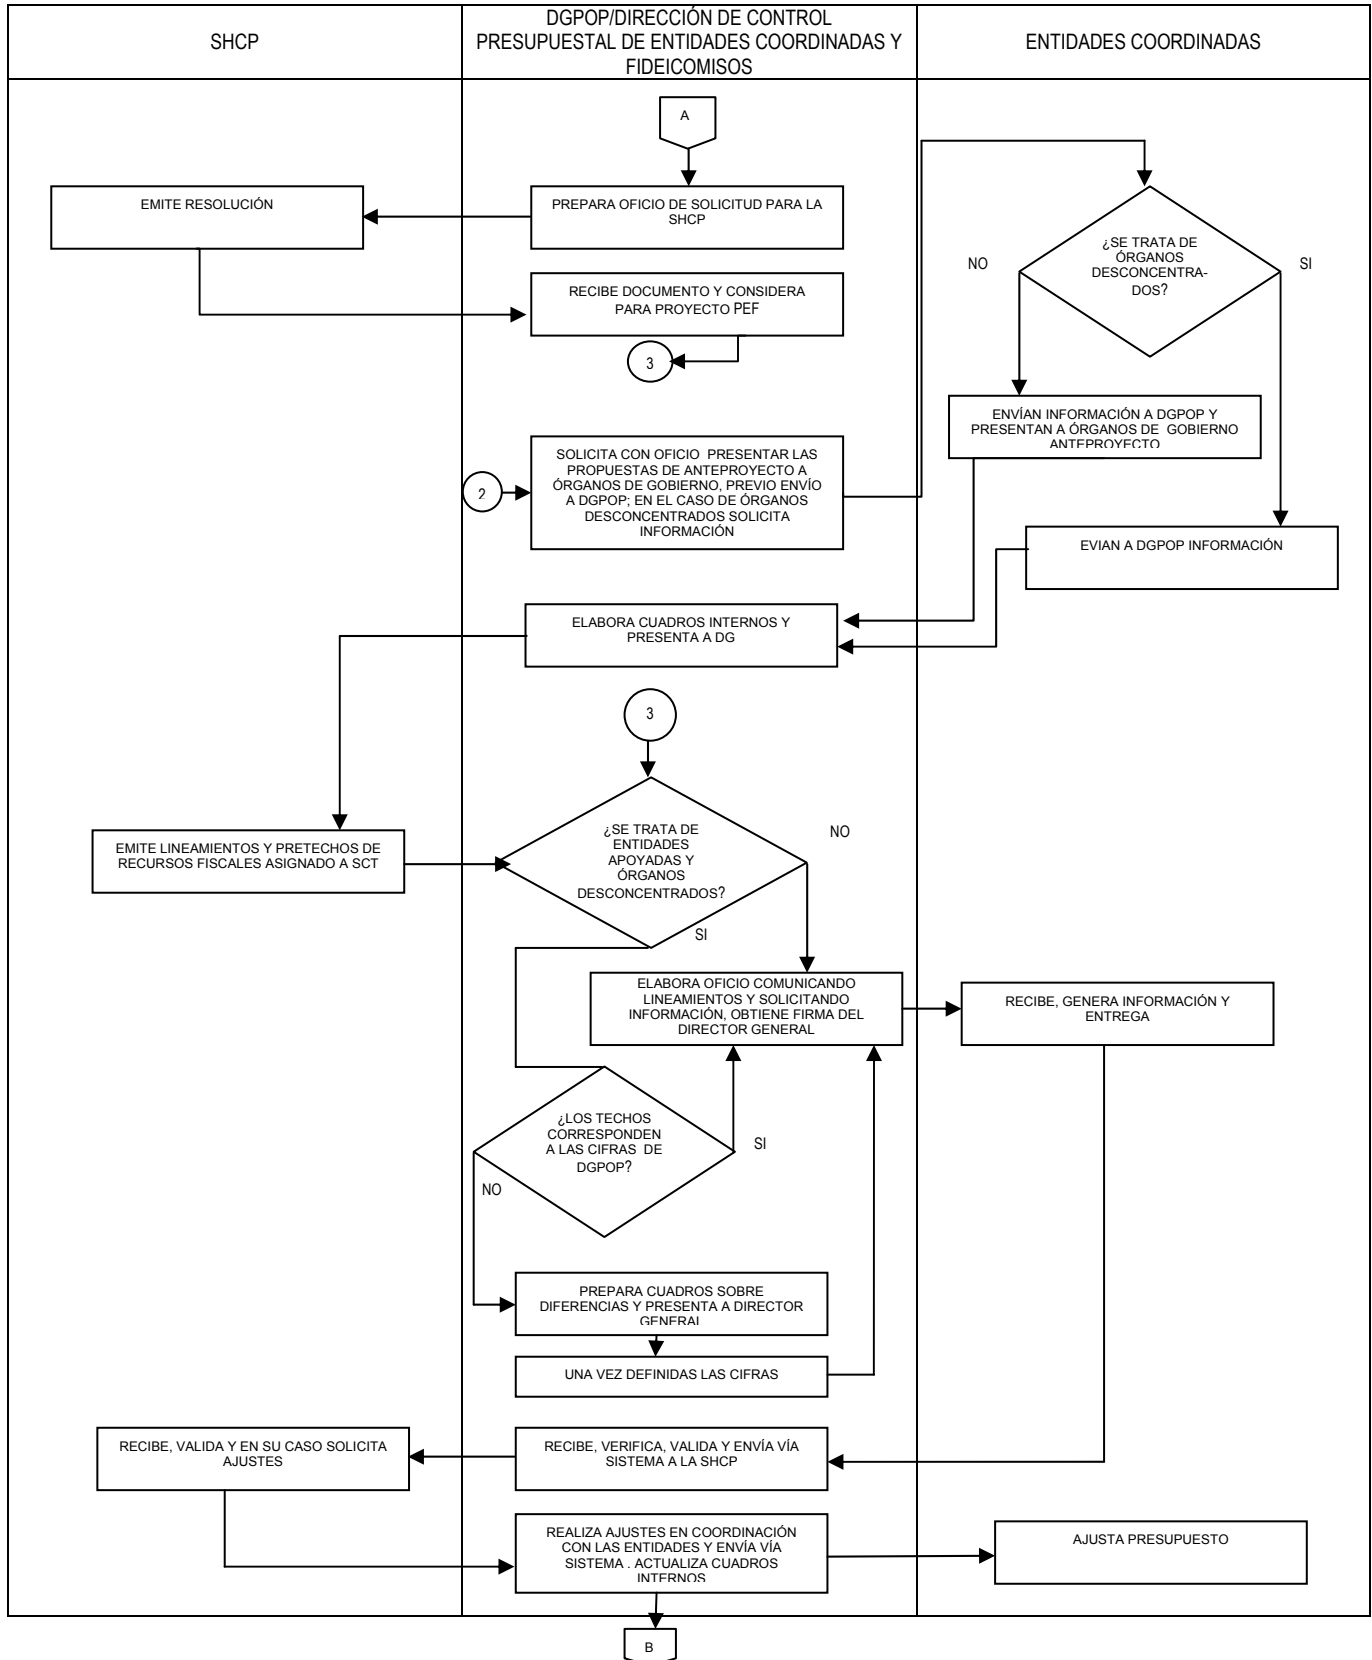 SHCP
DGPOP/DIRECCIÓN DE CONTROL
PRESUPUESTAL DE ENTIDADES COORDINADAS Y
FIDEICOMISOS
ENTIDADES COORDINADAS
A
EMITE RESOLUCIÓN
PREPARA OFICIO DE SOLICITUD PARA LA
SHCP
¿SE TRATA DE
ÓRGANOS
DESCONCENTRA-
DOS?
NO
SI
RECIBE DOCUMENTO Y CONSIDERA
PARA PROYECTO PEF
3
ENVÍAN INFORMACIÓN A DGPOP Y
PRESENTAN A ÓRGANOS DE GOBIERNO
ANTEPROYECTO
2
SOLICITA CON OFICIO PRESENTAR LAS
PROPUESTAS DE ANTEPROYECTO A
ÓRGANOS DE GOBIERNO, PREVIO ENVÍO
A DGPOP; EN EL CASO DE ÓRGANOS
DESCONCENTRADOS SOLICITA
INFORMACIÓN
EVIAN A DGPOP INFORMACIÓN
ELABORA CUADROS INTERNOS Y
PRESENTA A DG
3
EMITE LINEAMIENTOS Y PRETECHOS DE
RECURSOS FISCALES ASIGNADO A SCT
¿SE TRATA DE
ENTIDADES
APOYADAS Y
ÓRGANOS
DESCONCENTRADOS?
NO
SI
ELABORA OFICIO COMUNICANDO
LINEAMIENTOS Y SOLICITANDO
INFORMACIÓN, OBTIENE FIRMA DEL
DIRECTOR GENERAL
RECIBE, GENERA INFORMACIÓN Y
ENTREGA
¿LOS TECHOS
CORRESPONDEN
A LAS CIFRAS DE
DGPOP?
SI
NO
PREPARA CUADROS SOBRE
DIFERENCIAS Y PRESENTA A DIRECTOR
GENERAL
UNA VEZ DEFINIDAS LAS CIFRAS
RECIBE, VALIDA Y EN SU CASO SOLICITA
AJUSTES
RECIBE, VERIFICA, VALIDA Y ENVÍA VÍA
SISTEMA A LA SHCP
REALIZA AJUSTES EN COORDINACIÓN
CON LAS ENTIDADES Y ENVÍA VÍA
SISTEMA . ACTUALIZA CUADROS
INTERNOS
AJUSTA PRESUPUESTO
B